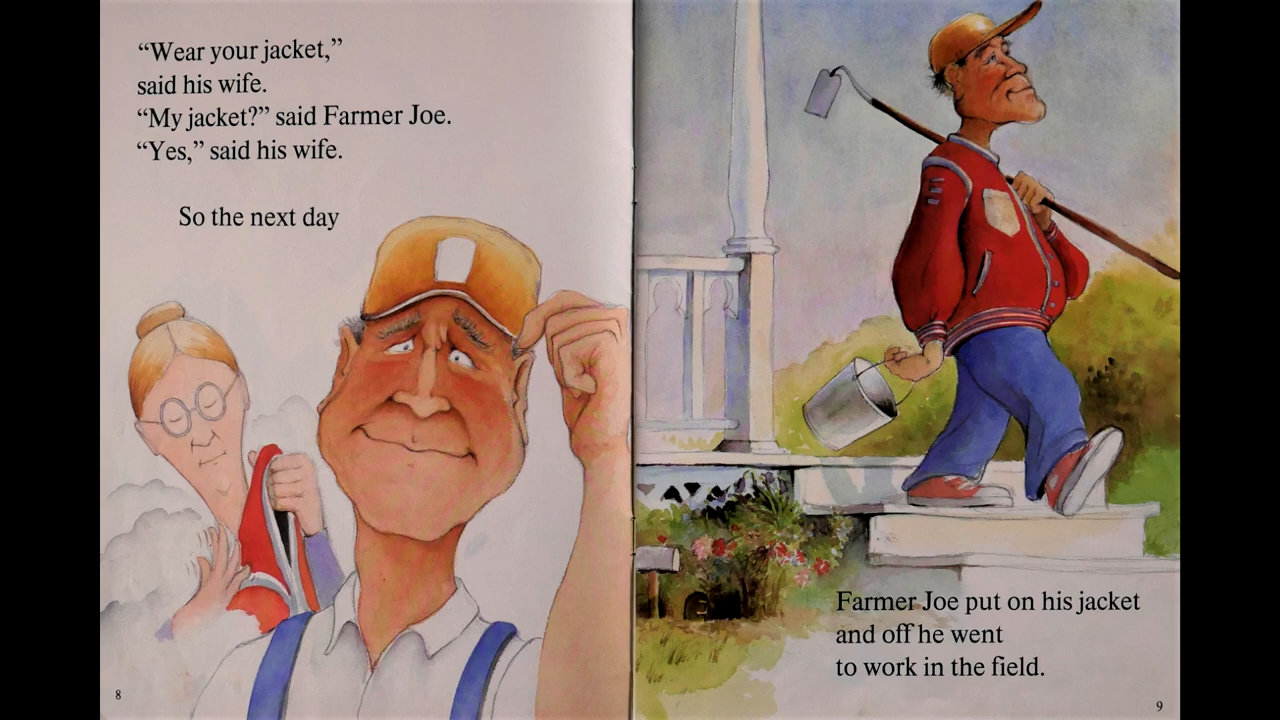 “Wear your jacket,”
said his wife.
“My jacket?” said Farmer Joe.
“Yes,” said his wife.
So the next day
8
Farmer Joe put on his jacket
and off he went
to work in the field.
9